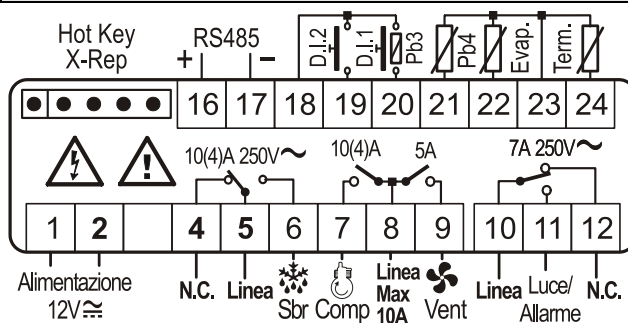 Hot Key
X-Rep
RS485
+ –
D.I.2
D.I.1
Pb3
Pb4
Evap.
Term.
16 17 18 19 20 21 22 23 24
10(4)A 250V~
10(4)A
5A
7A 250V~
1 2 4 5 6 7 8 9 10 11 12
Alimentazione
12V
N.C.
Linea
Sbr
Comp
Linea
Max
10A
Vent
Linea
Luce/
Allarme
N.C.